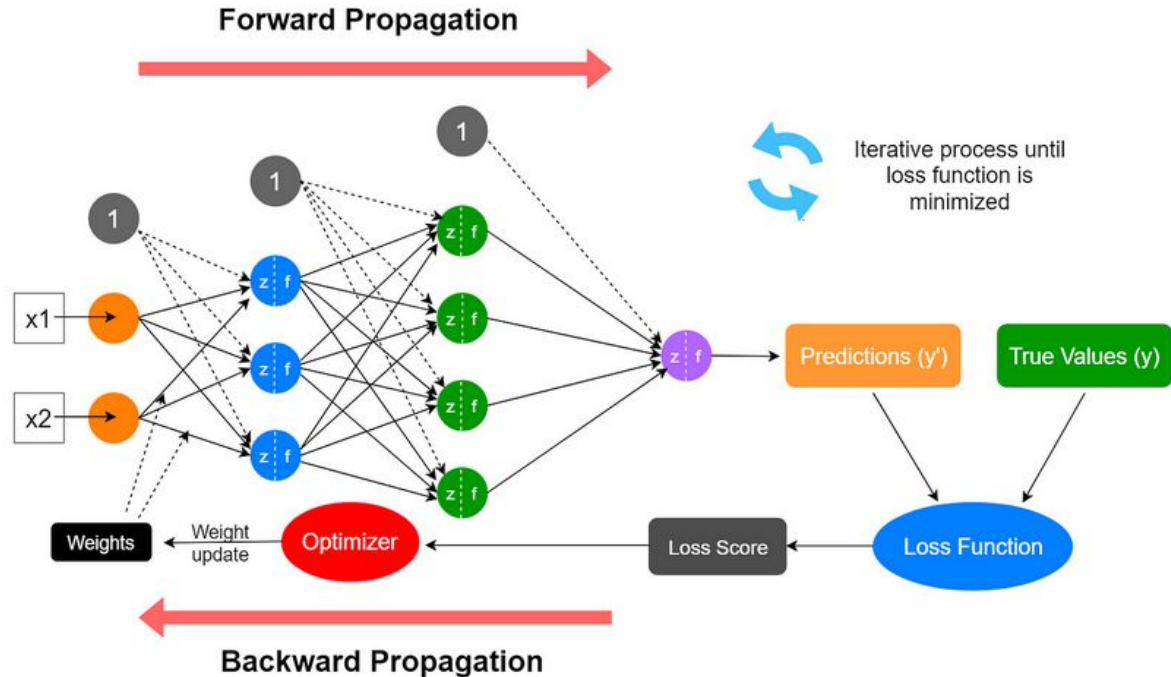 Forward Propagation
1
1
1
Iterative process until
loss function is
minimized
z f
z f
z f
x1
z f
z f
z f
Predictions (y')
True Values (y)
x2
z f
z f
Weights
Weight
update
Optimizer
Loss Score
Loss Function
Backward Propagation